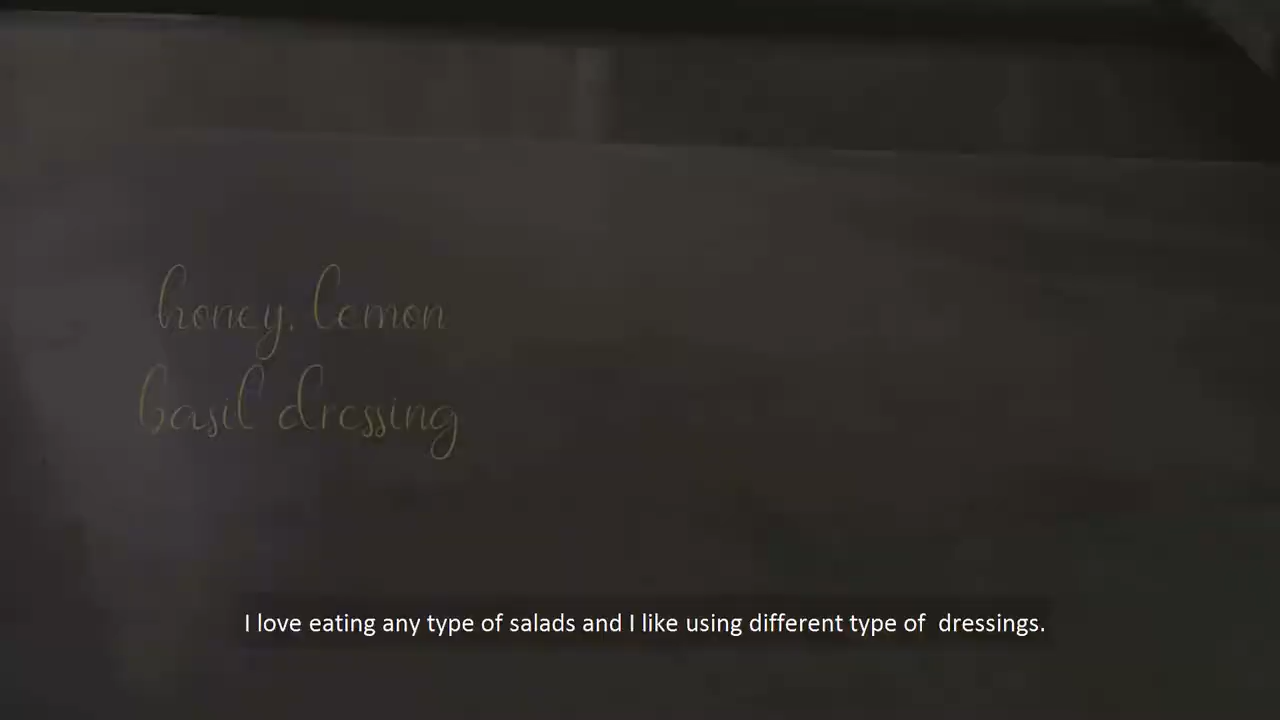 honey, lemon
basil dressing
I love eating any type of salads and I like using different type of  dressings.